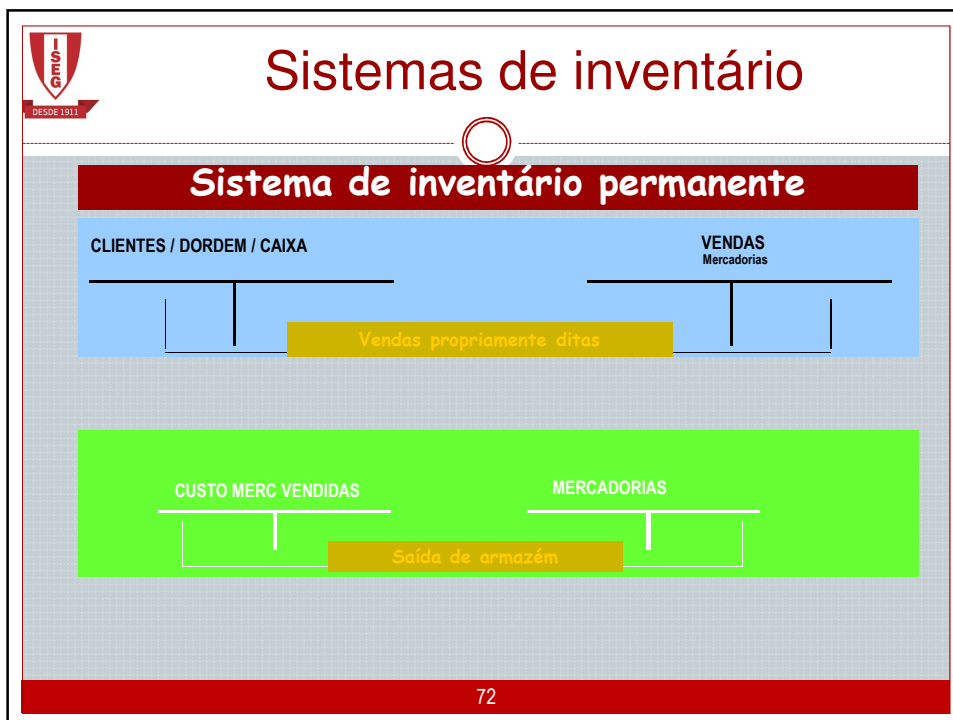 ISEG
DESDE 1911
Sistemas de inventário
Sistema de inventário permanente
CLIENTES / DORDEM / CAIXA
VENDAS
Mercadorias
Vendas propriamente ditas
CUSTO MERC VENDIDAS
MERCADORIAS
Saída de armazém
72